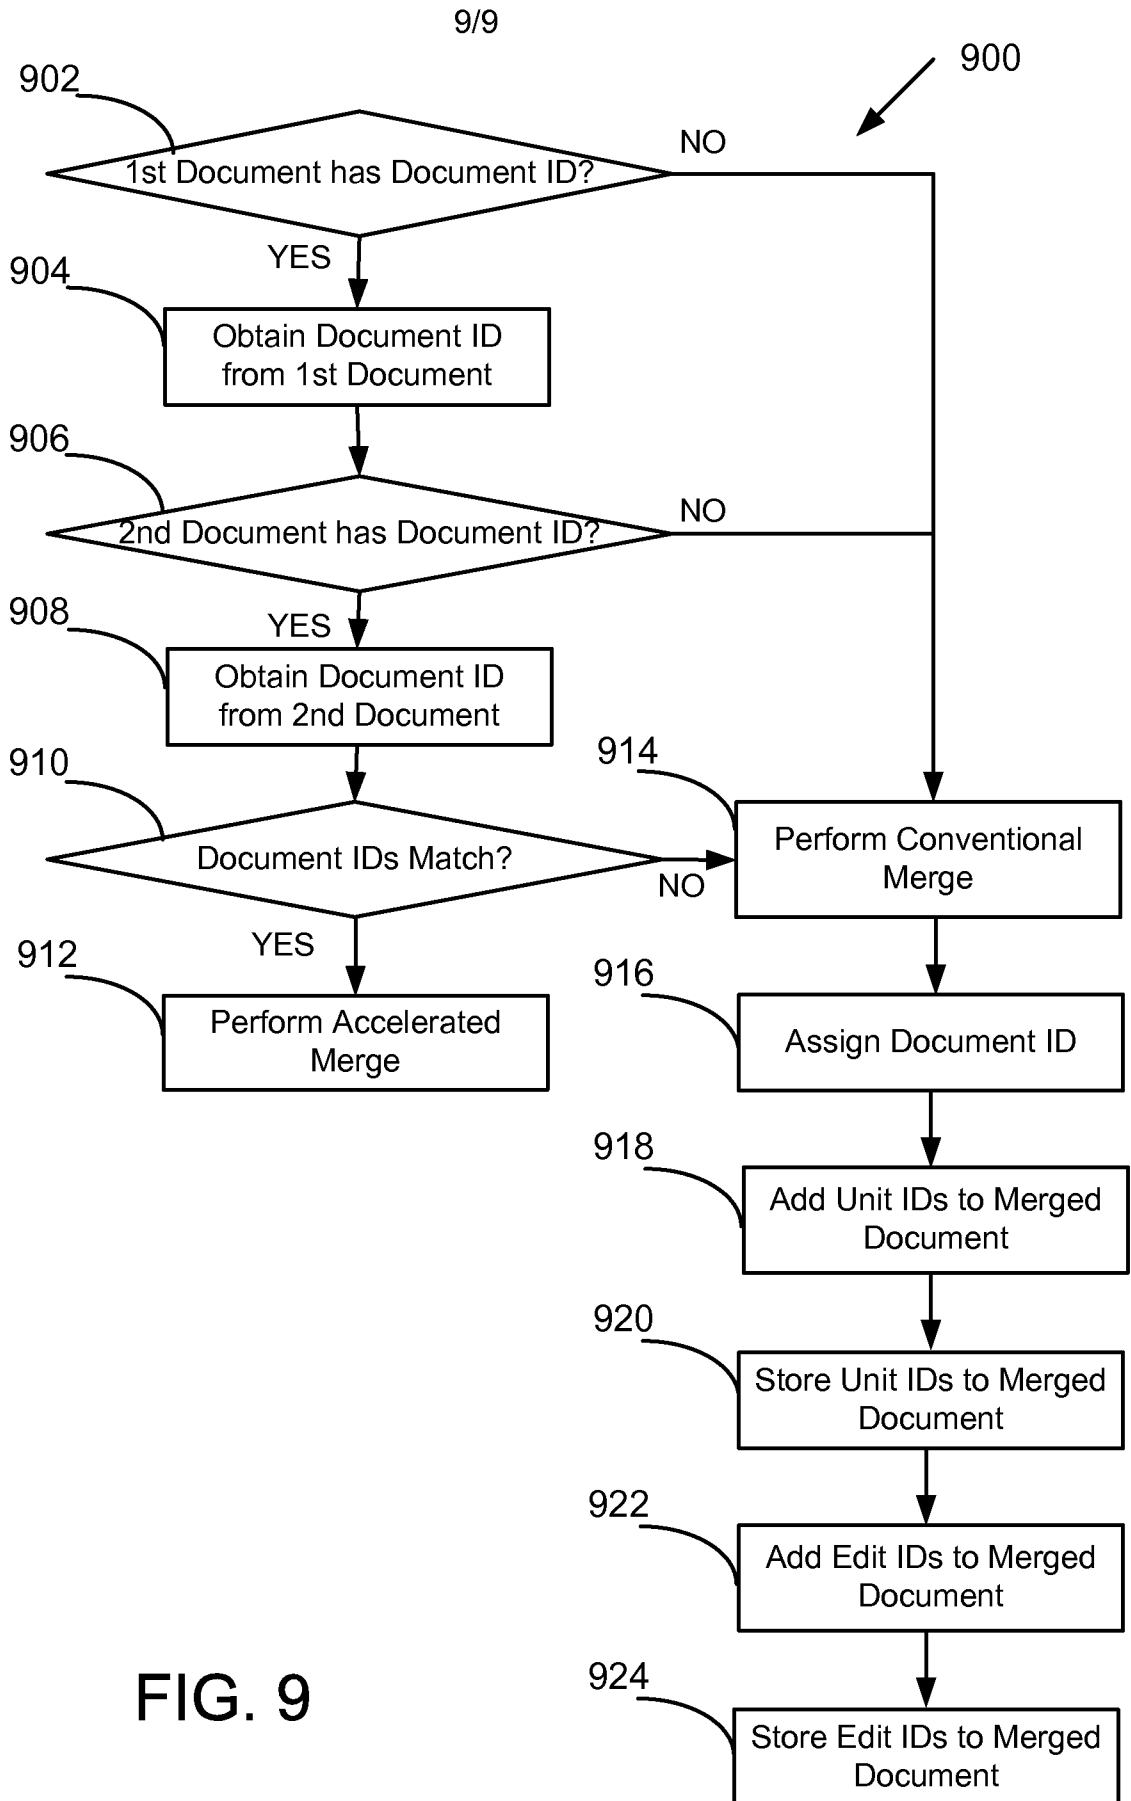 9/9
900
902
1st Document has Document ID?
NO
YES
904
Obtain Document ID
from 1st Document
906
2nd Document has Document ID?
NO
YES
908
Obtain Document ID
from 2nd Document
910
Document IDs Match?
NO
YES
912
Perform Accelerated
Merge
914
Perform Conventional
Merge
916
Assign Document ID
918
Add Unit IDs to Merged
Document
920
Store Unit IDs to Merged
Document
922
Add Edit IDs to Merged
Document
924
Store Edit IDs to Merged
Document
FIG. 9